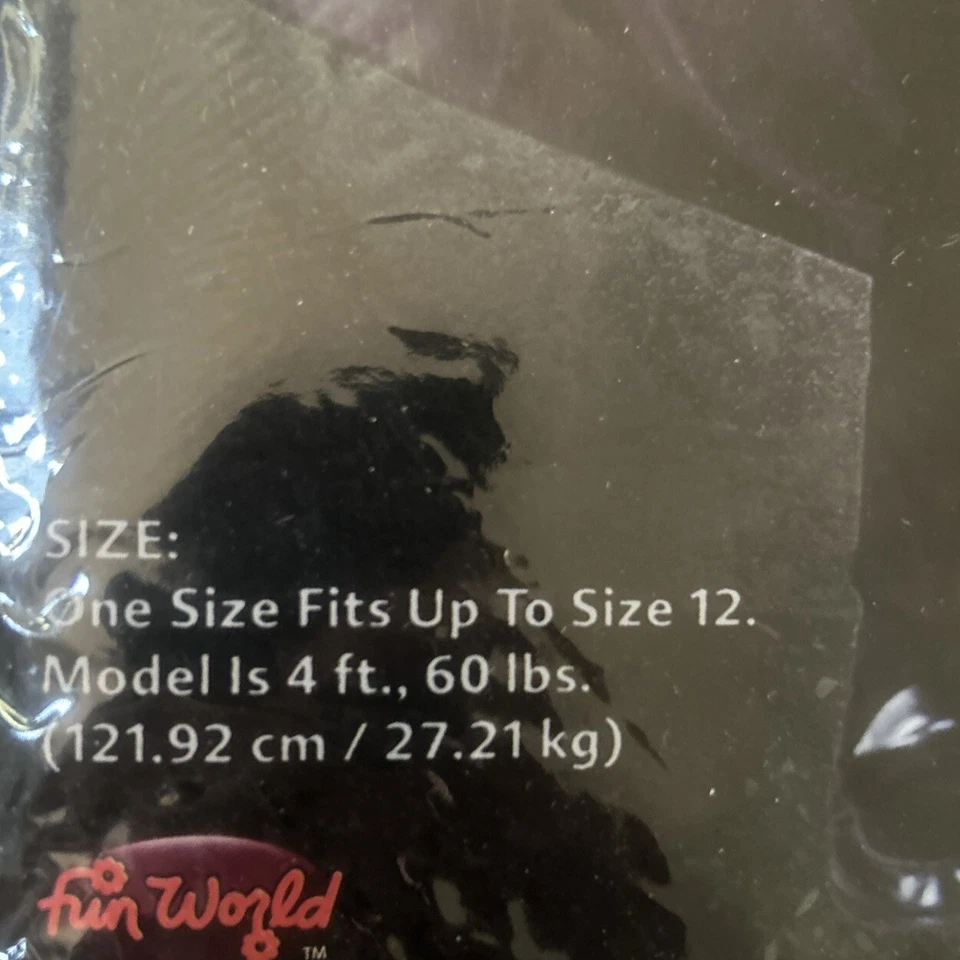 SIZE:
One Size Fits Up To Size 12.
Model Is 4 ft., 60 lbs.
(121.92 cm / 27.21 kg)
fun World
TM